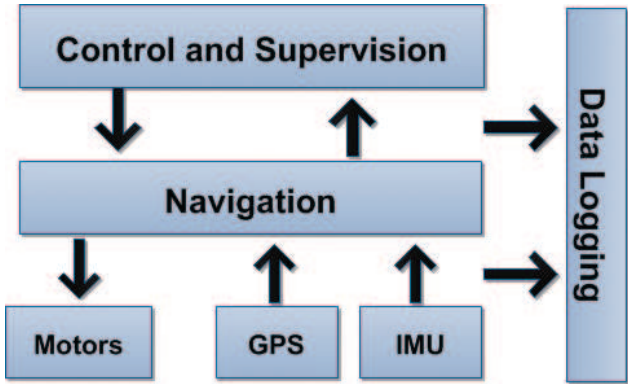 Control and Supervision
Navigation
Motors
GPS
IMU
Data Logging